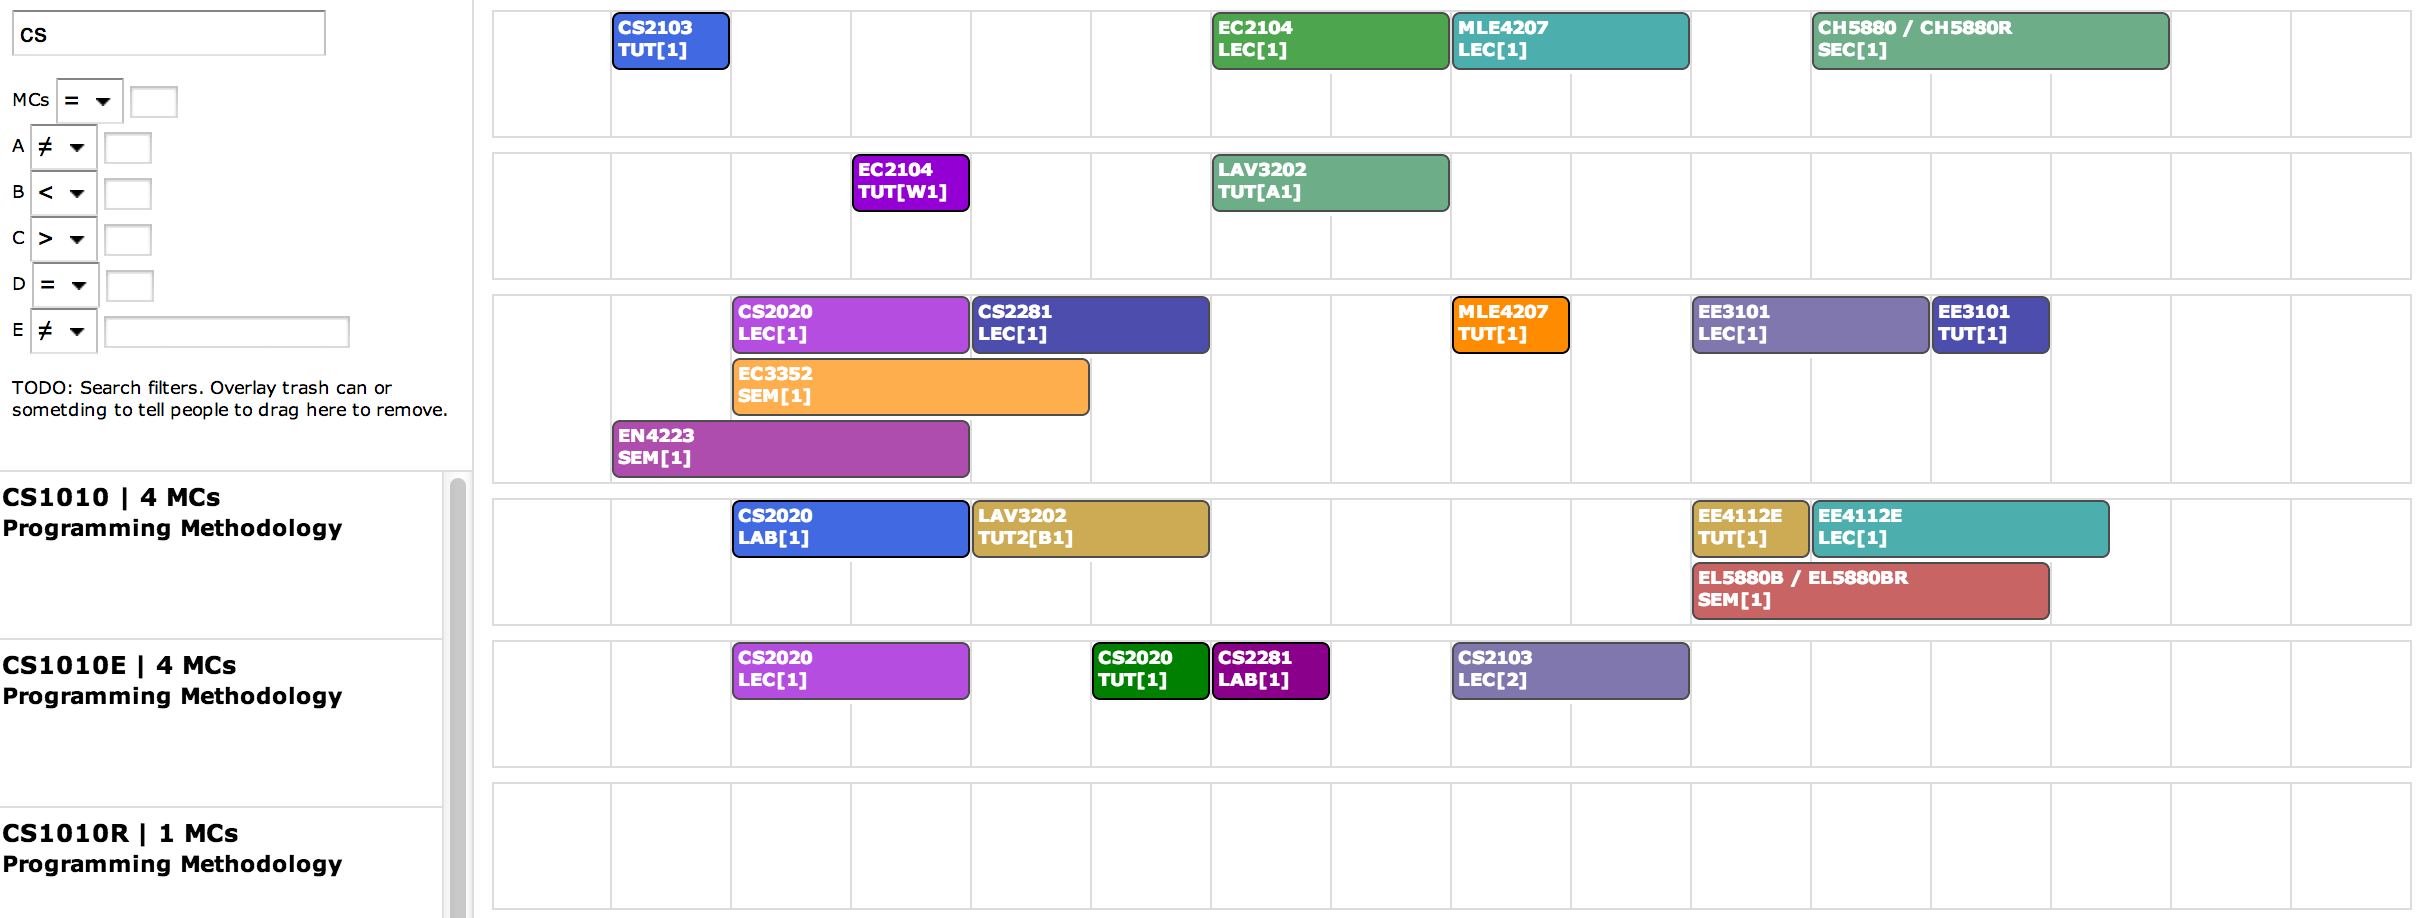 CS
MCs =
A ≠
B <
C >
D =
E ≠
TODO: Search filters. Overlay trash can or
sometding to tell people to drag here to remove.
CS1010 | 4 MCs
Programming Methodology
CS1010E | 4 MCs
Programming Methodology
CS1010R | 1 MCs
Programming Methodology
CS2103
TUT[1]
EC2104
LEC[1]
MLE4207
LEC[1]
CH5880 / CH5880R
SEC[1]
EC2104
TUT[W1]
LAV3202
TUT[A1]
CS2020
LEC[1]
CS2281
LEC[1]
MLE4207
TUT[1]
EE3101
LEC[1]
EE3101
TUT[1]
EC3352
SEM[1]
EN4223
SEM[1]
CS2020
LAB[1]
LAV3202
TUT2[B1]
EE4112E
TUT[1]
EE4112E
LEC[1]
EL5880B / EL5880BR
SEM[1]
CS2020
LEC[1]
CS2020
TUT[1]
CS2281
LAB[1]
CS2103
LEC[2]